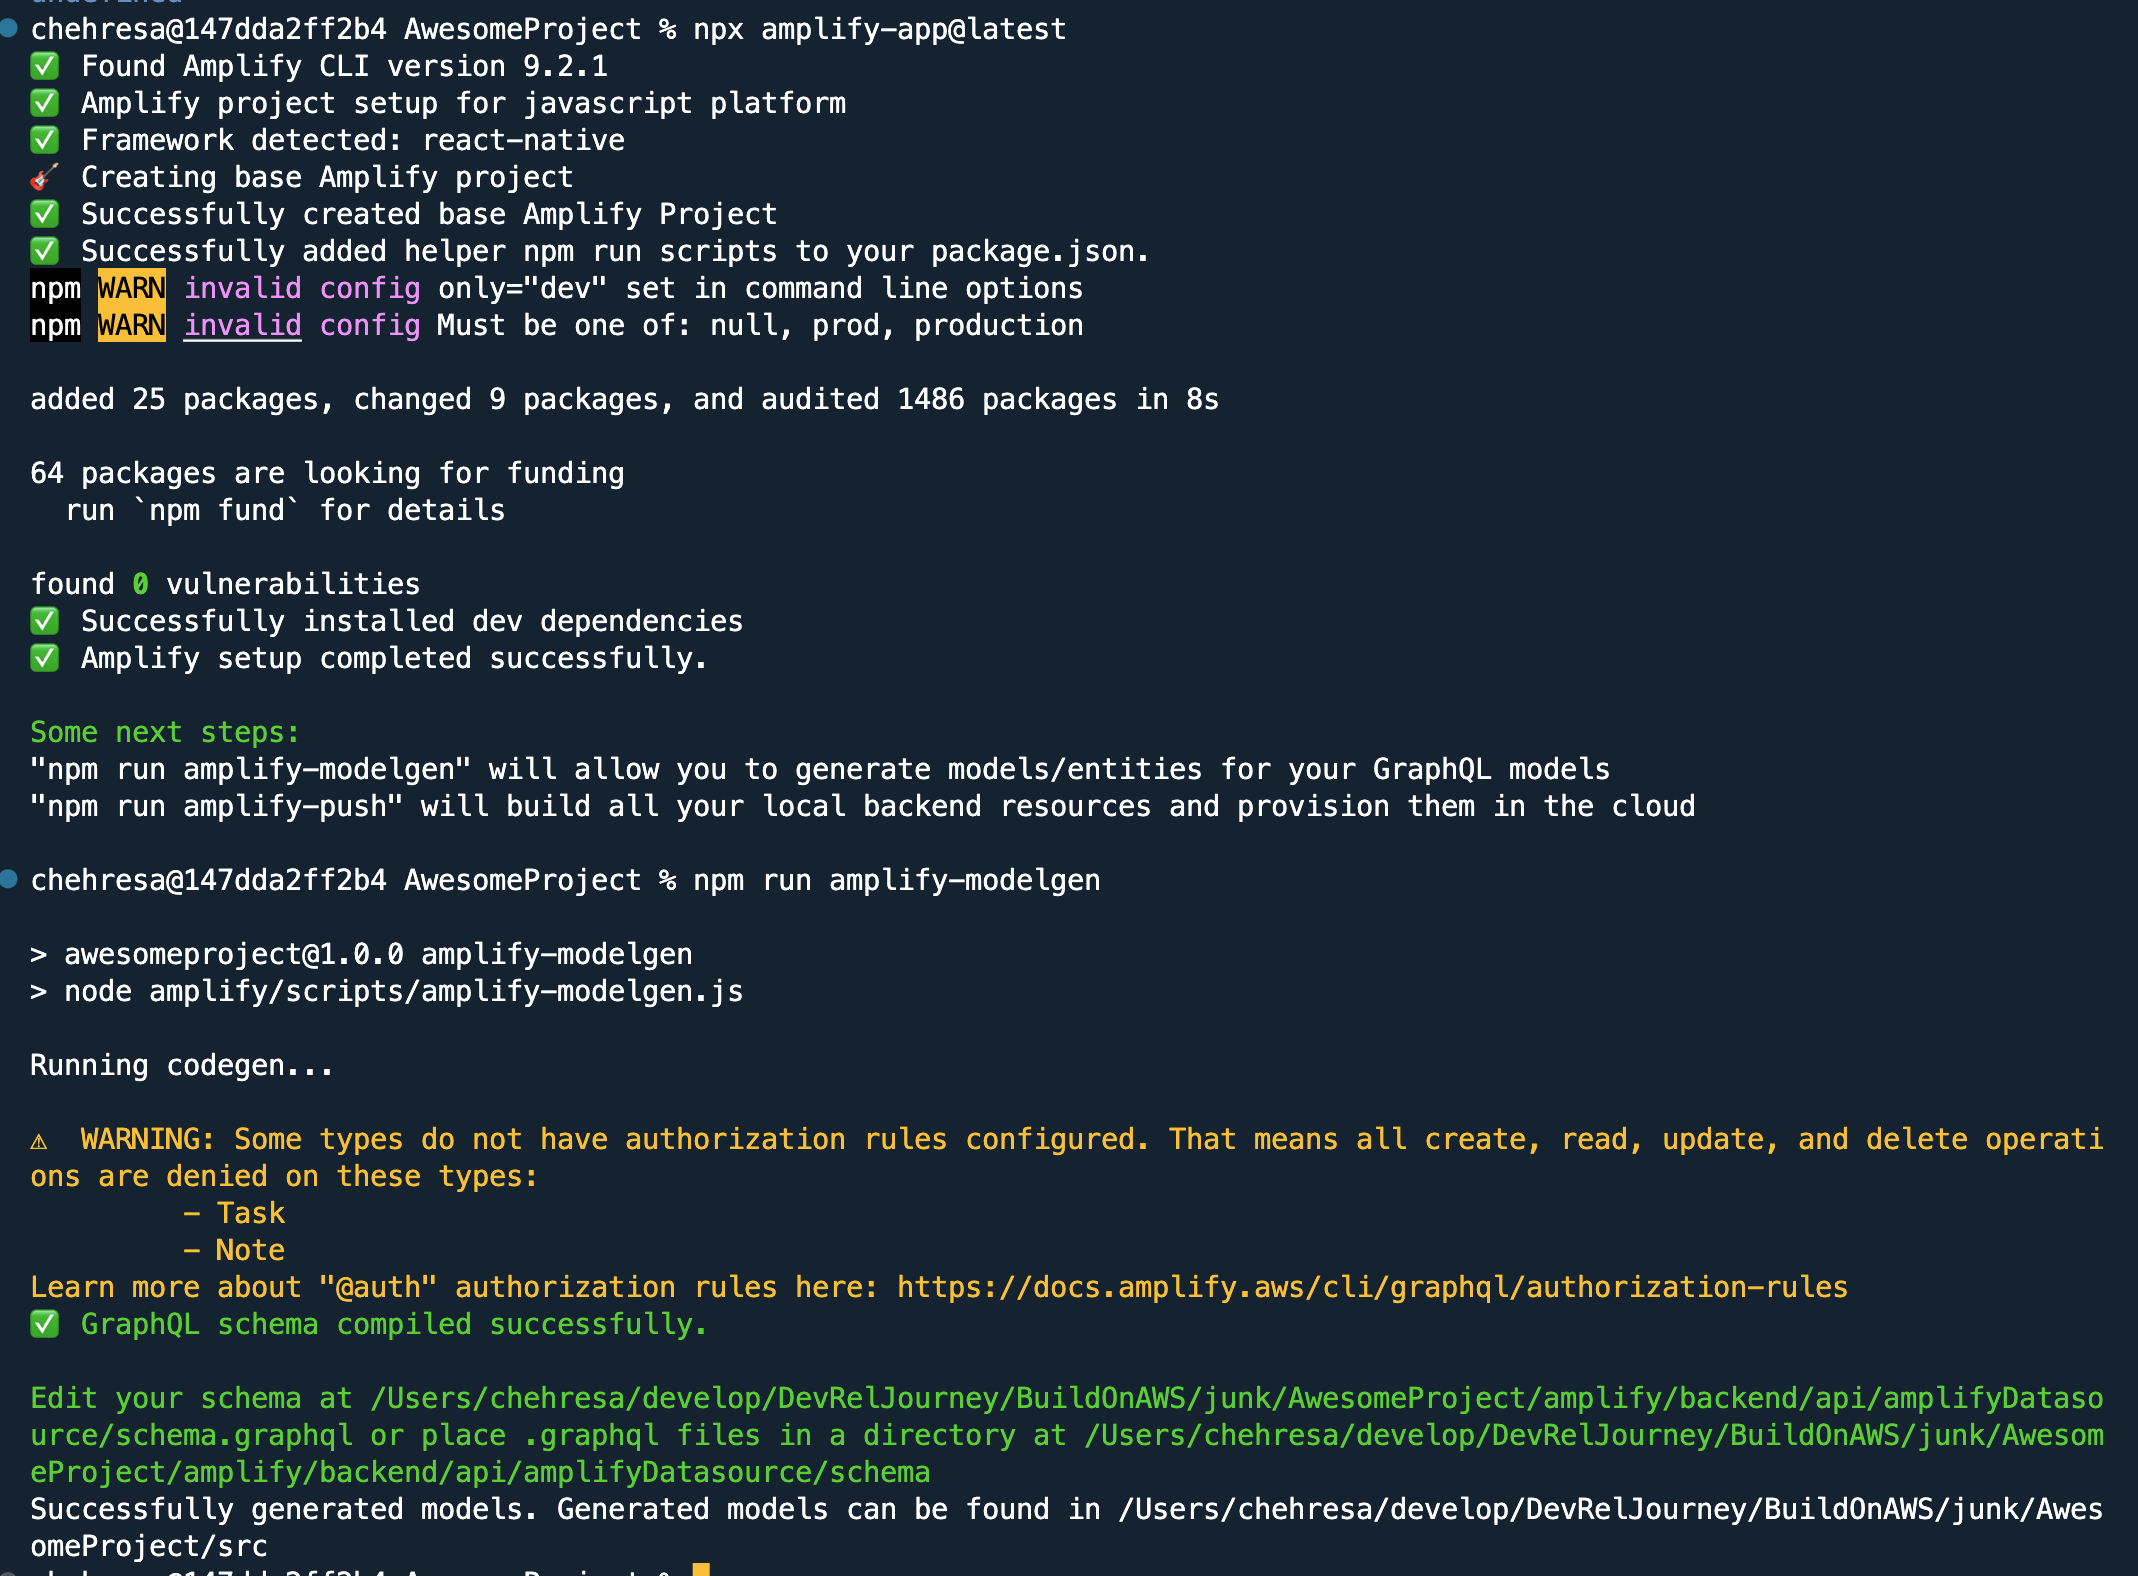 undefined
chehresa@147dda2ff2b4 AwesomeProject % npx amplify-app@latest
✅ Found Amplify CLI version 9.2.1
✅ Amplify project setup for javascript platform
✅ Framework detected: react-native
🎸 Creating base Amplify project
✅ Successfully created base Amplify Project
✅ Successfully added helper npm run scripts to your package.json.
npm WARN invalid config only="dev" set in command line options
npm WARN invalid config Must be one of: null, prod, production
added 25 packages, changed 9 packages, and audited 1486 packages in 8s
64 packages are looking for funding
run `npm fund` for details
found 0 vulnerabilities
✅ Successfully installed dev dependencies
✅ Amplify setup completed successfully.
Some next steps:
"npm run amplify-modelgen" will allow you to generate models/entities for your GraphQL models
"npm run amplify-push" will build all your local backend resources and provision them in the cloud
chehresa@147dda2ff2b4 AwesomeProject % npm run amplify-modelgen
> awesomeproject@1.0.0 amplify-modelgen
> node amplify/scripts/amplify-modelgen.js
Running codegen...
⚠ WARNING: Some types do not have authorization rules configured. That means all create, read, update, and delete operati
ons are denied on these types:
- Task
- Note
Learn more about "@auth" authorization rules here: https://docs.amplify.aws/cli/graphql/authorization-rules
✅ GraphQL schema compiled successfully.
Edit your schema at /Users/chehresa/develop/DevRelJourney/BuildOnAWS/junk/AwesomeProject/amplify/backend/api/amplifyDataso
urce/schema.graphql or place .graphql files in a directory at /Users/chehresa/develop/DevRelJourney/BuildOnAWS/junk/Awesom
eProject/amplify/backend/api/amplifyDatasource/schema
Successfully generated models. Generated models can be found in /Users/chehresa/develop/DevRelJourney/BuildOnAWS/junk/Awes
omeProject/src
chehresa@147dda2ff2b4 AwesomeProject %